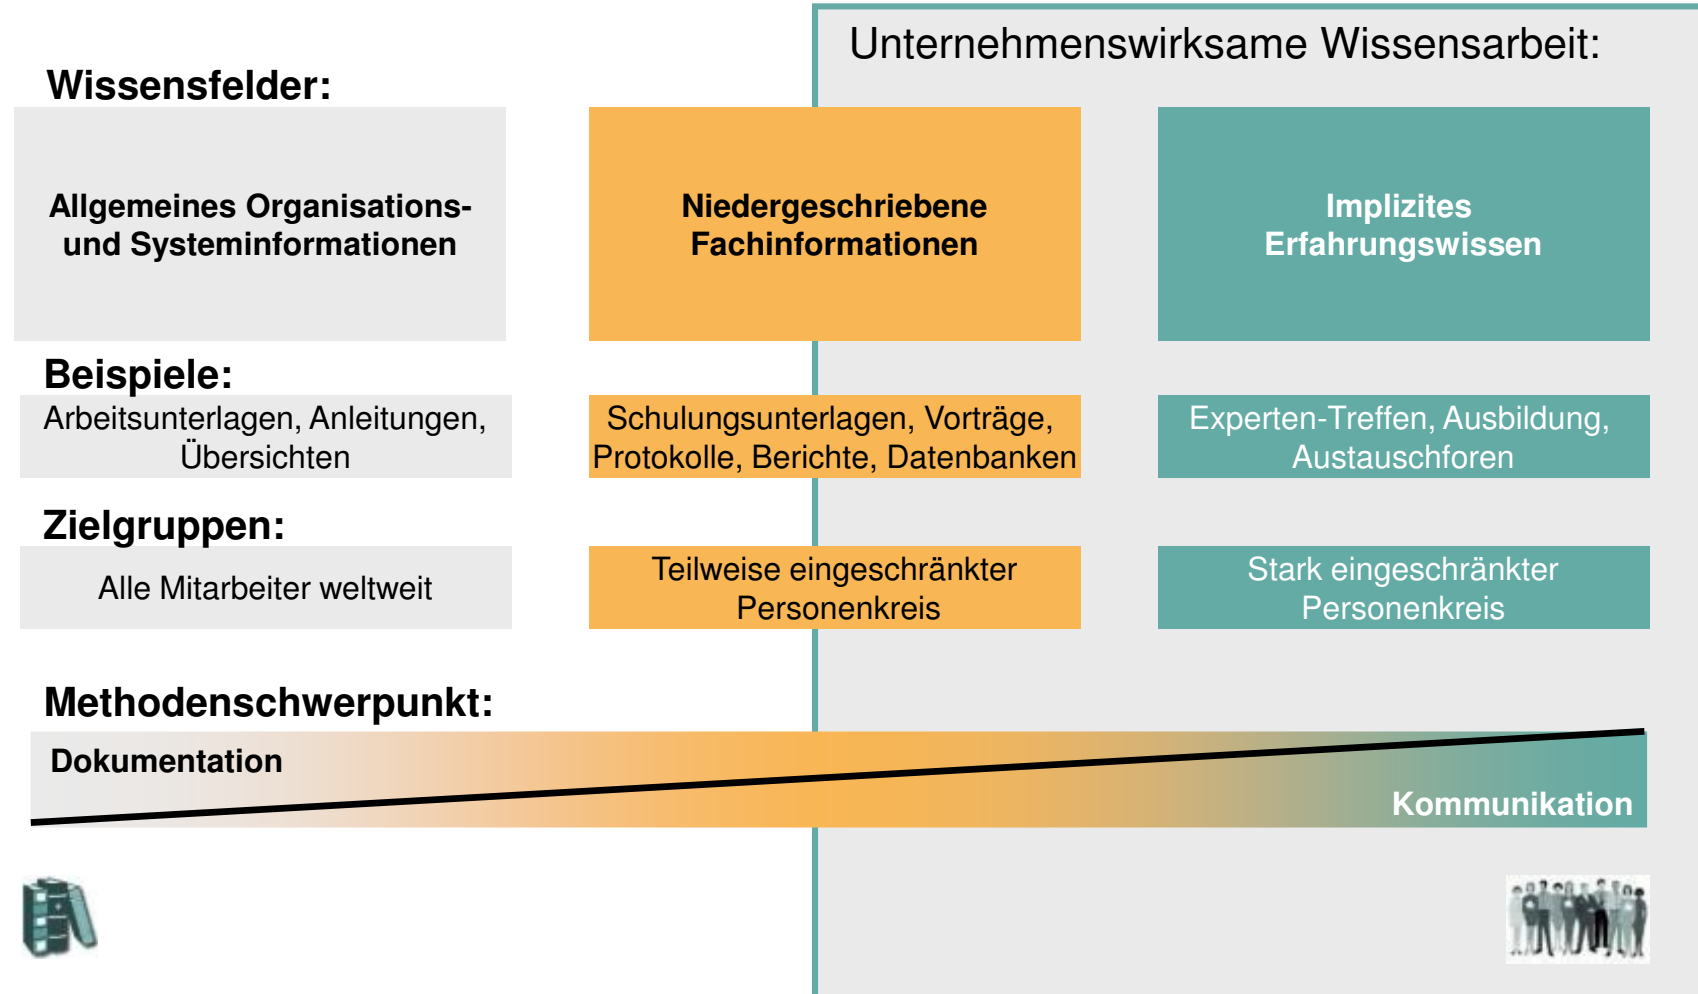 Unternehmenswirksame Wissensarbeit:
Wissensfelder:
Allgemeines Organisations-
und Systeminformationen
Niedergeschriebene
Fachinformationen
Implizites
Erfahrungswissen
Beispiele:
Arbeitsunterlagen, Anleitungen,
Übersichten
Schulungsunterlagen, Vorträge,
Protokolle, Berichte, Datenbanken
Experten-Treffen, Ausbildung,
Austauschforen
Zielgruppen:
Alle Mitarbeiter weltweit
Teilweise eingeschränkter
Personenkreis
Stark eingeschränkter
Personenkreis
Methodenschwerpunkt:
Dokumentation
Kommunikation